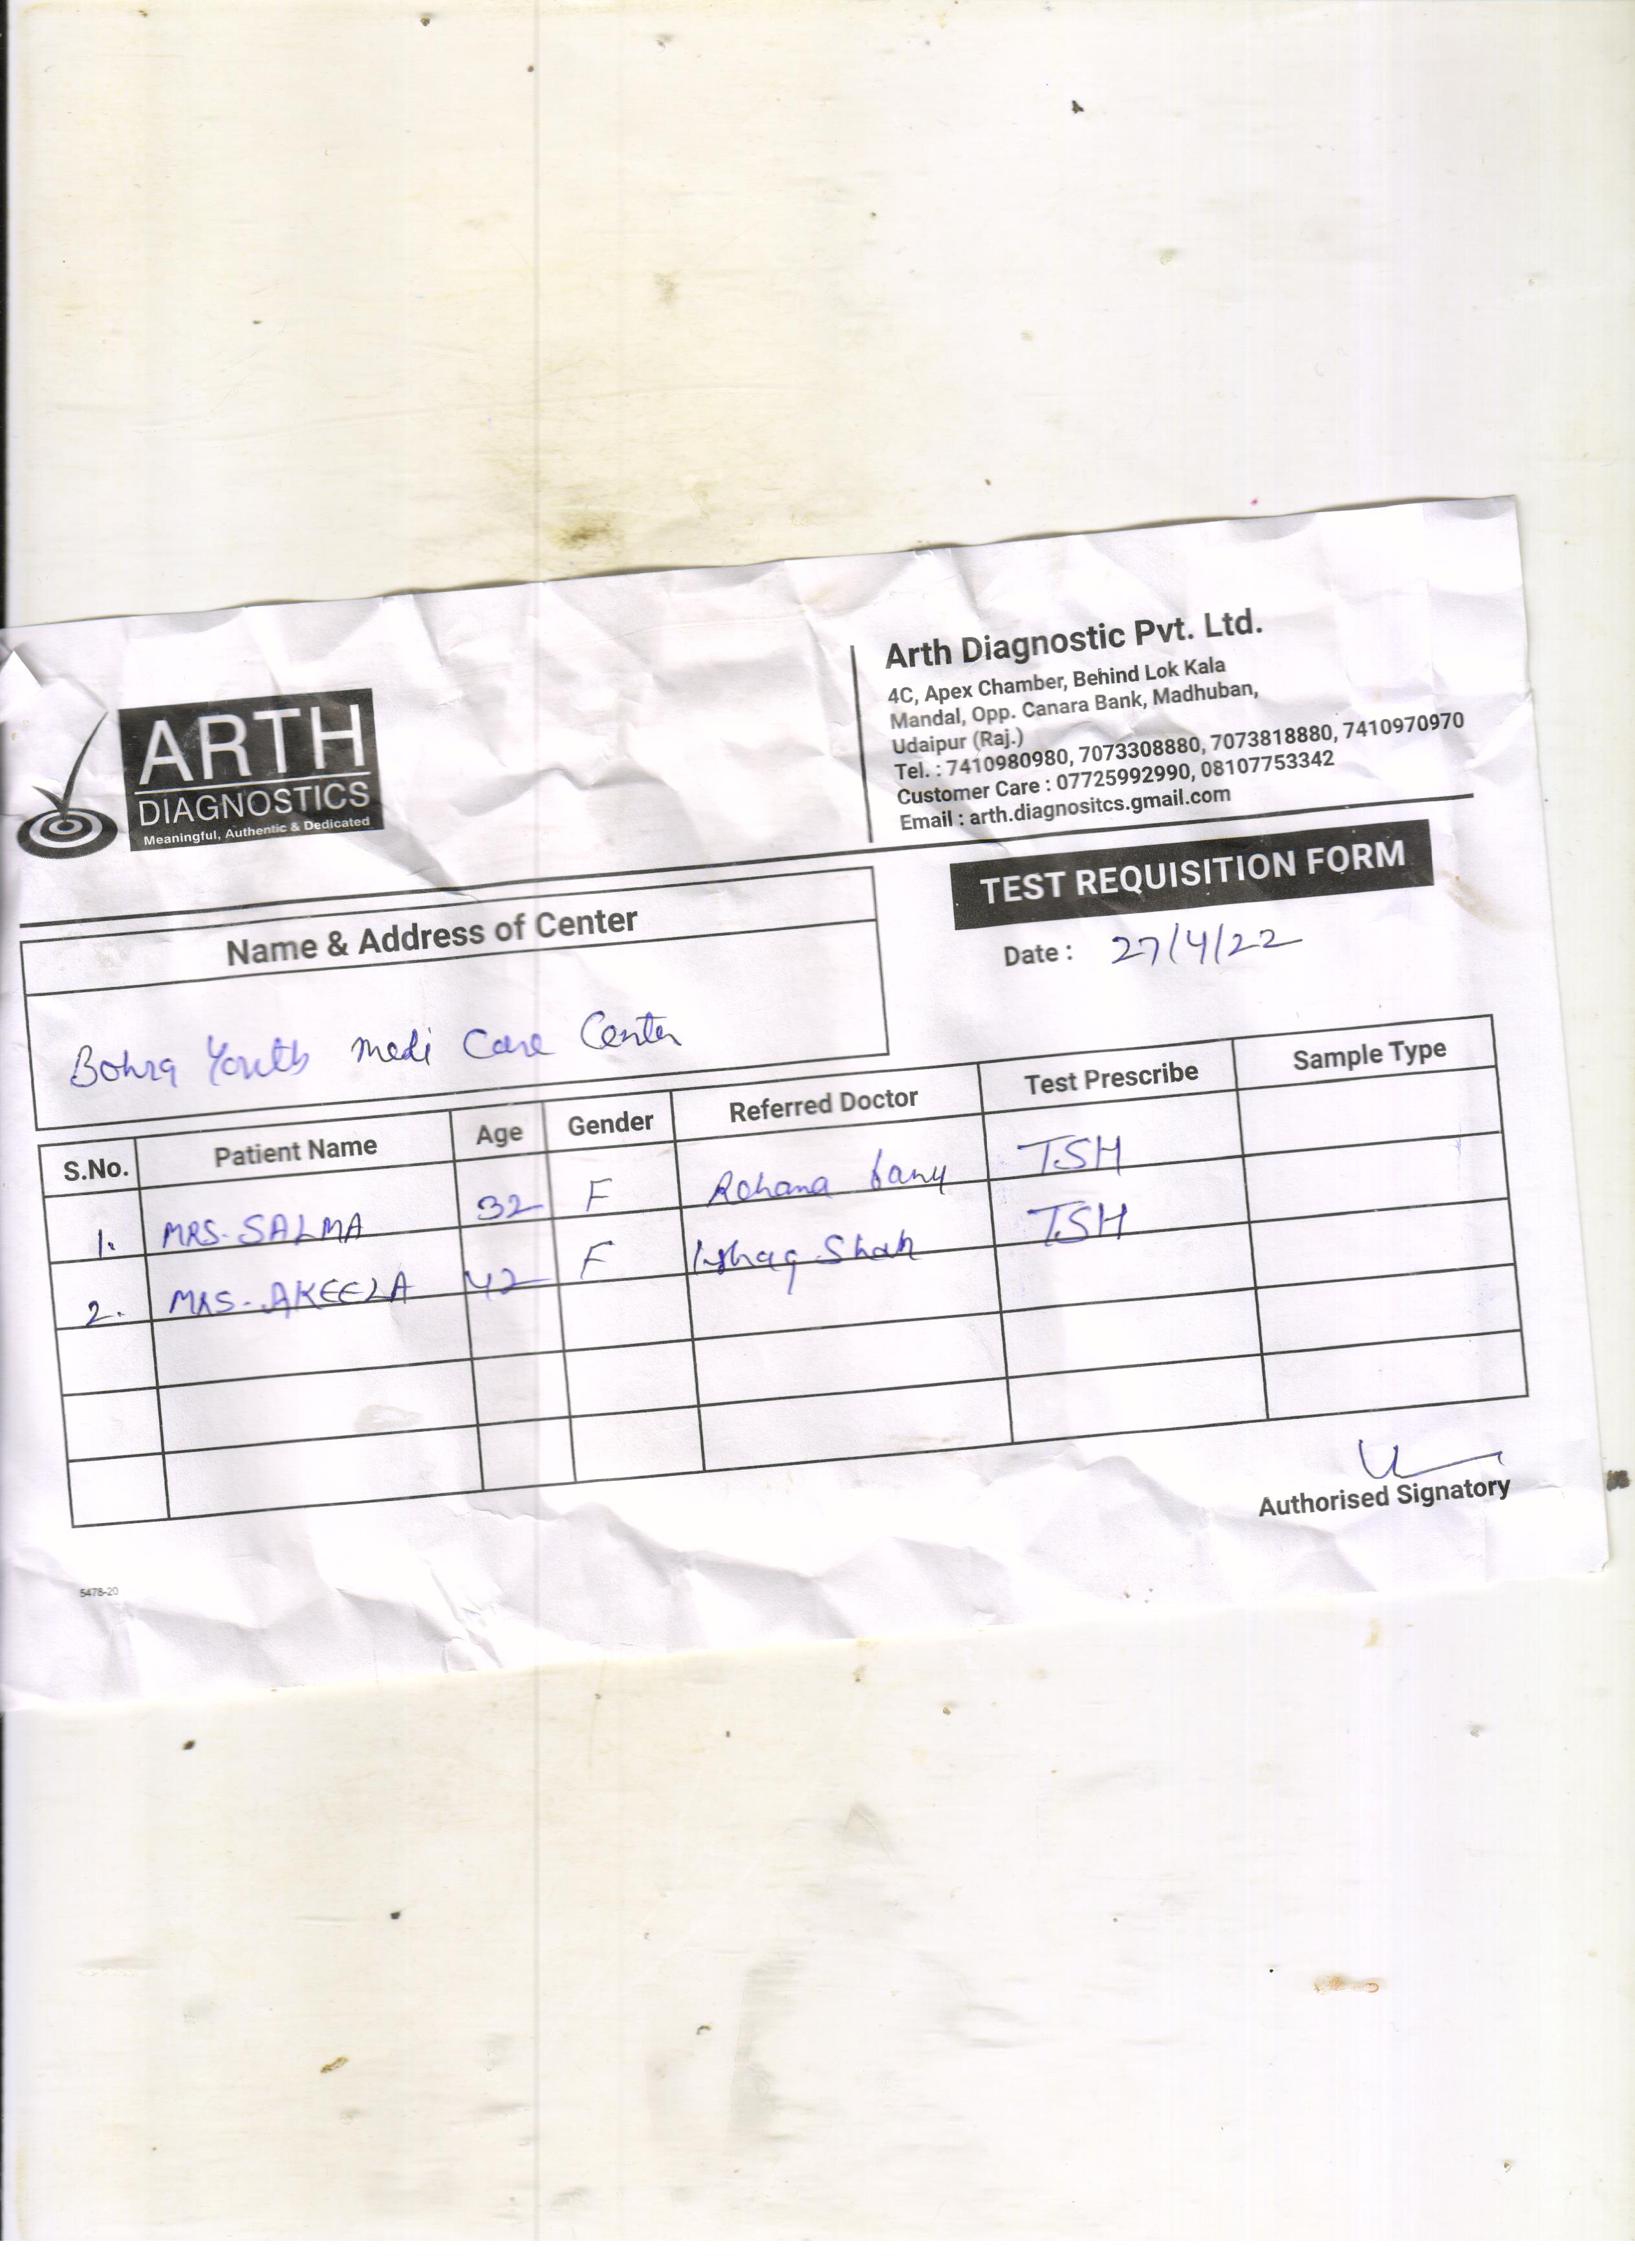 ARTH
DIAGNOSTICS
Meaningful, Authentic & Dedicated
Arth Diagnostic Pvt. Ltd.
4C, Apex Chamber, Behind Lok Kala
Mandal, Opp. Canara Bank, Madhuban,
Udaipur (Raj.)
Tel. : 7410980980, 7073308880, 7073818880, 7410970970
Customer Care : 07725992990, 08107753342
Email : arth.diagnositcs.gmail.com
TEST REQUISITION FORM
Date : 27/4/22
Name & Address of Center
Bohra Youth Medi Care Center
S.No. Patient Name Age Gender Referred Doctor Test Prescribe Sample Type
1. MRS. SALMA 32 F Rohana TSH
2. MRS. AKEELA 42 F Ishaq Shah TSH
Authorised Signatory
5478-20